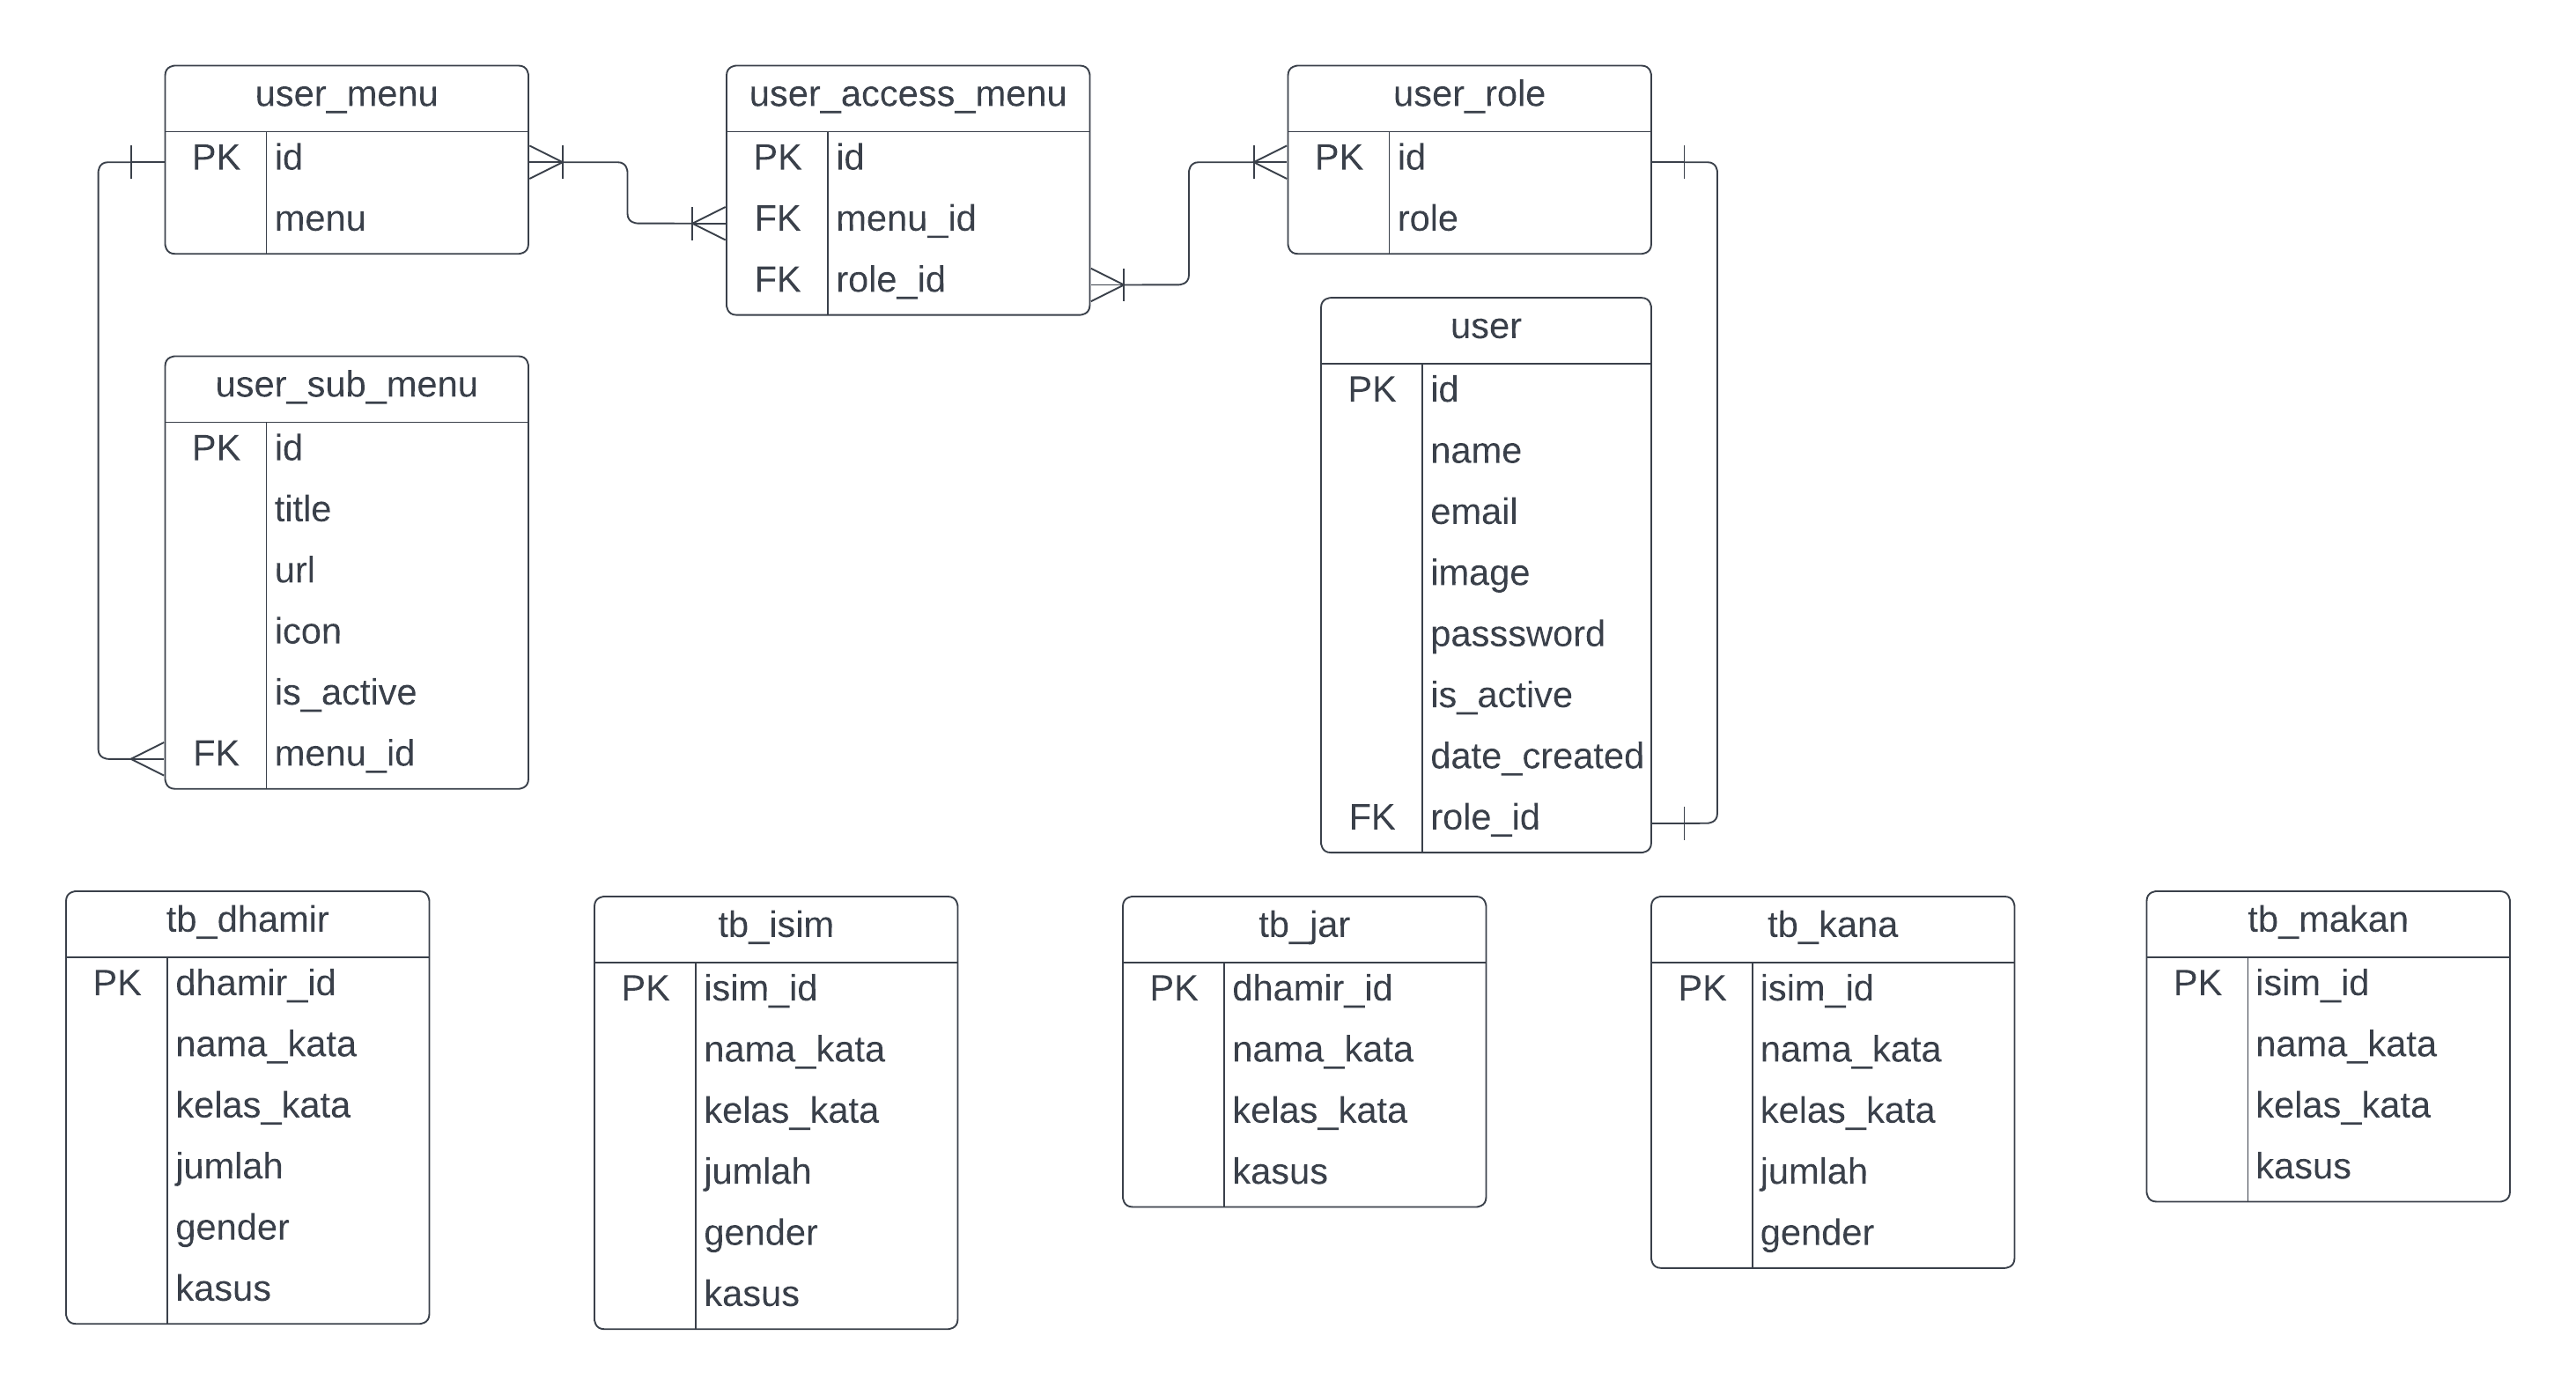 user_menu
PK id
menu
user_access_menu
PK id
FK menu_id
FK role_id
user_role
PK id
role
user_sub_menu
PK id
title
url
icon
is_active
FK menu_id
user
PK id
name
email
image
passsword
is_active
date_created
FK role_id
tb_dhamir
PK dhamir_id
nama_kata
kelas_kata
jumlah
gender
kasus
tb_isim
PK isim_id
nama_kata
kelas_kata
jumlah
gender
kasus
tb_jar
PK dhamir_id
nama_kata
kelas_kata
kasus
tb_kana
PK isim_id
nama_kata
kelas_kata
jumlah
gender
tb_makan
PK isim_id
nama_kata
kelas_kata
kasus